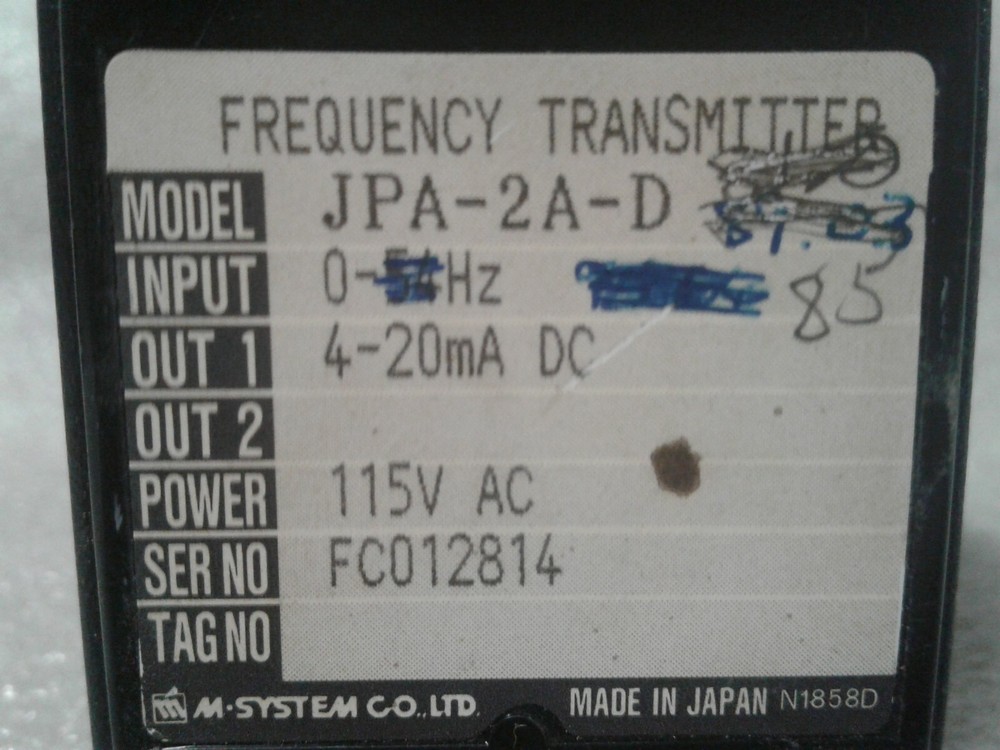 FREQUENCY TRANSMITTER
MODEL JPA-2A-D
INPUT 0-54Hz 85
OUT 1 4-20mA DC
OUT 2
POWER 115V AC
SER NO FC012814
TAG NO
M-SYSTEM CO.,LTD. MADE IN JAPAN N1858D